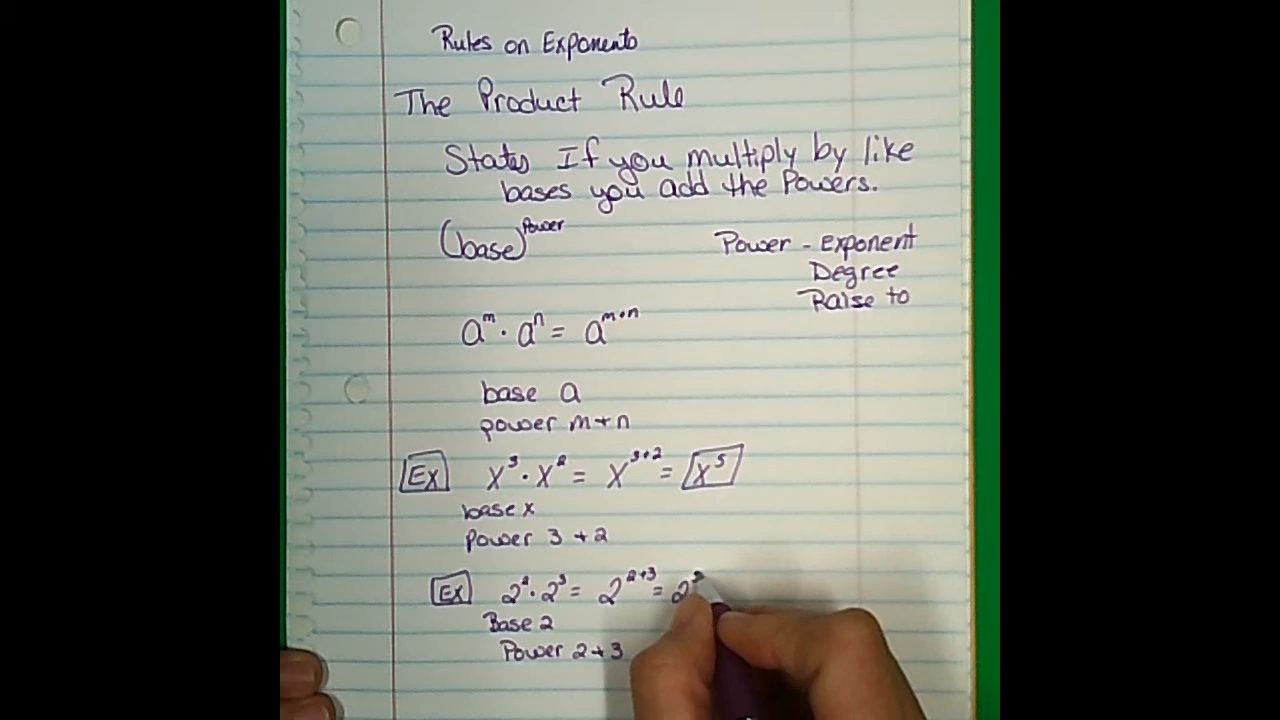 Rules on Exponents
The Product Rule
States If you multiply by like
bases you add the Powers.
(base)^Power
Power - exponent
Degree
Raise to
a^m · a^n = a^(m+n)
base a
power m+n
Ex x^3 · x^2 = x^(3+2) = x^5
base x
Power 3+2
Ex 2^2 · 2^3 = 2^(2+3) = 2^5
Base 2
Power 2+3